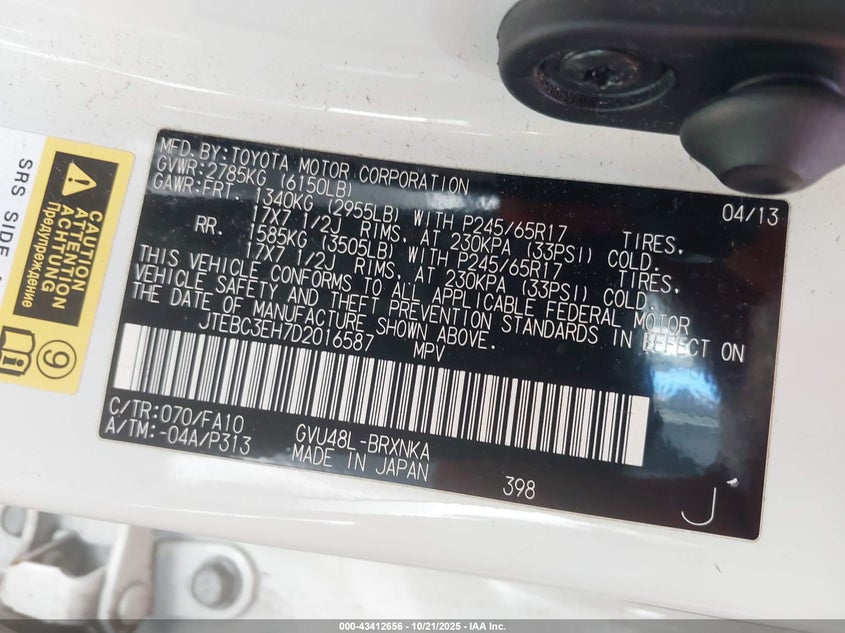 MFD.BY:TOYOTA MOTOR CORPORATION 04/13
GVWR:2785KG (6150LB)
GAWR:FRT. 1340KG (2955LB) WITH P245/65R17 TIRES,
17X7 1/2J RIMS, AT 230KPA (33PSI) COLD.
RR. 1585KG (3505LB) WITH P245/65R17 TIRES,
17X7 1/2J RIMS, AT 230KPA (33PSI) COLD.
THIS VEHICLE CONFORMS TO ALL APPLICABLE FEDERAL MOTOR
VEHICLE SAFETY AND THEFT PREVENTION STANDARDS IN EFFECT ON
THE DATE OF MANUFACTURE SHOWN ABOVE.
JTEBC3EH7D2016587 MPV
C/TR:070/FA10 GVU48L-BRXNKA
A/TM:-04A/P313 MADE IN JAPAN
398
J
CAUTION
ATTENTION
ACHTUNG
Предупреждение
9
SRS SIDE
000-43412656 - 10/21/2025 - IAA Inc.